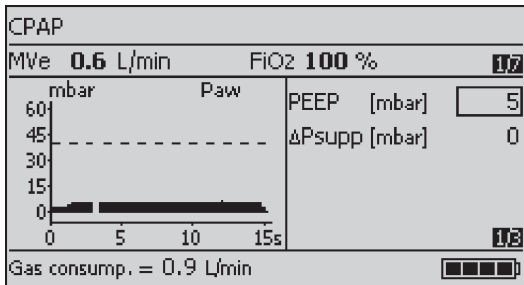 CPAP
MVe 0.6 L/min FiO2 100 % 1/7
mbar Paw
60
45
30
15
0
0 5 10 15s
PEEP [mbar] 5
ΔPsupp [mbar] 0
1/3
Gas consump. = 0.9 L/min